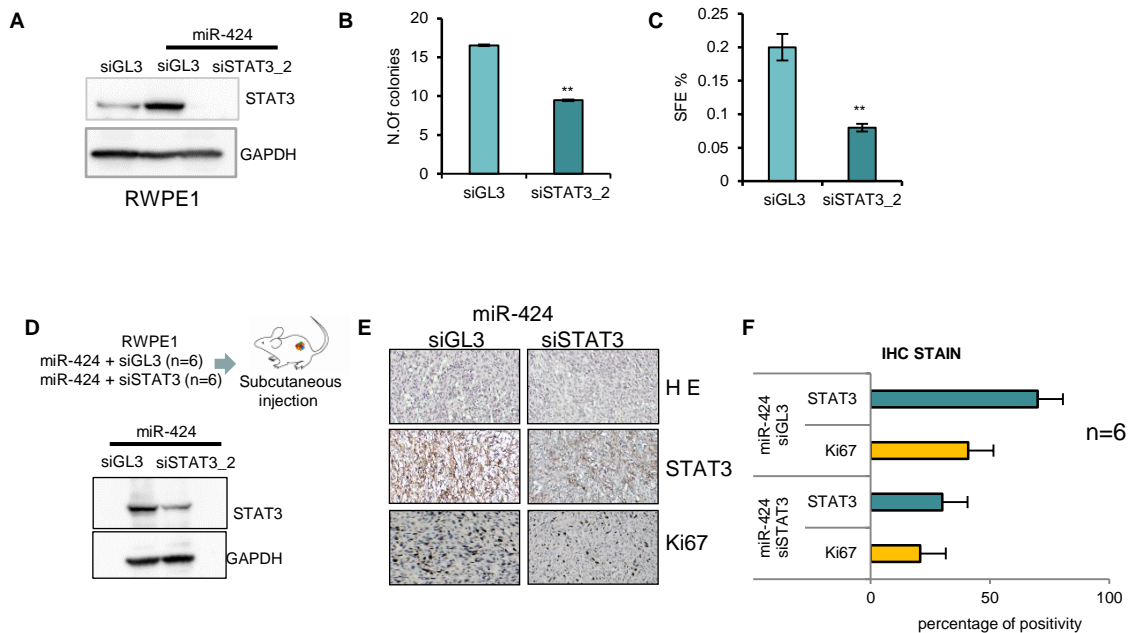 A
miR-424
siGL3 siGL3 siSTAT3_2
STAT3
GAPDH
RWPE1
B
N.Of colonies
20
15
10
5
0
**
siGL3 siSTAT3_2
C
SFE %
0.2
0.15
0.1
0.05
0
**
siGL3 siSTAT3_2
D
RWPE1
miR-424 + siGL3 (n=6)
miR-424 + siSTAT3 (n=6)
Subcutaneous
injection
miR-424
siGL3 siSTAT3_2
STAT3
GAPDH
E
miR-424
siGL3 siSTAT3
H E
STAT3
Ki67
F
IHC STAIN
miR-424
siGL3
STAT3
Ki67
miR-424
siSTAT3
STAT3
Ki67
n=6
0 50 100
percentage of positivity